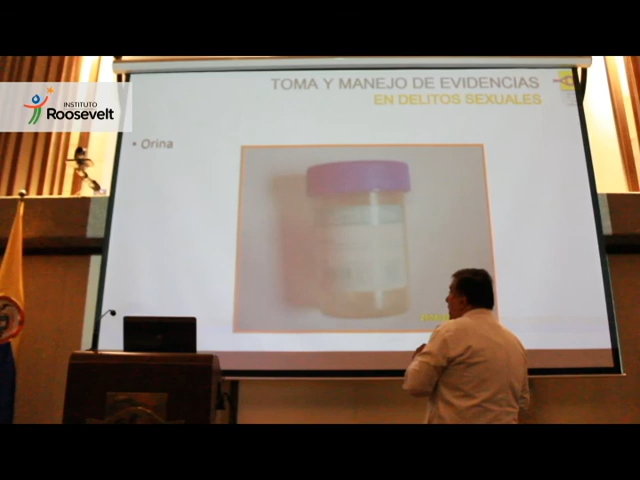 TOMA Y MANEJO DE EVIDENCIAS
EN DELITOS SEXUALES
INSTITUTO
Roosevelt
• Orina